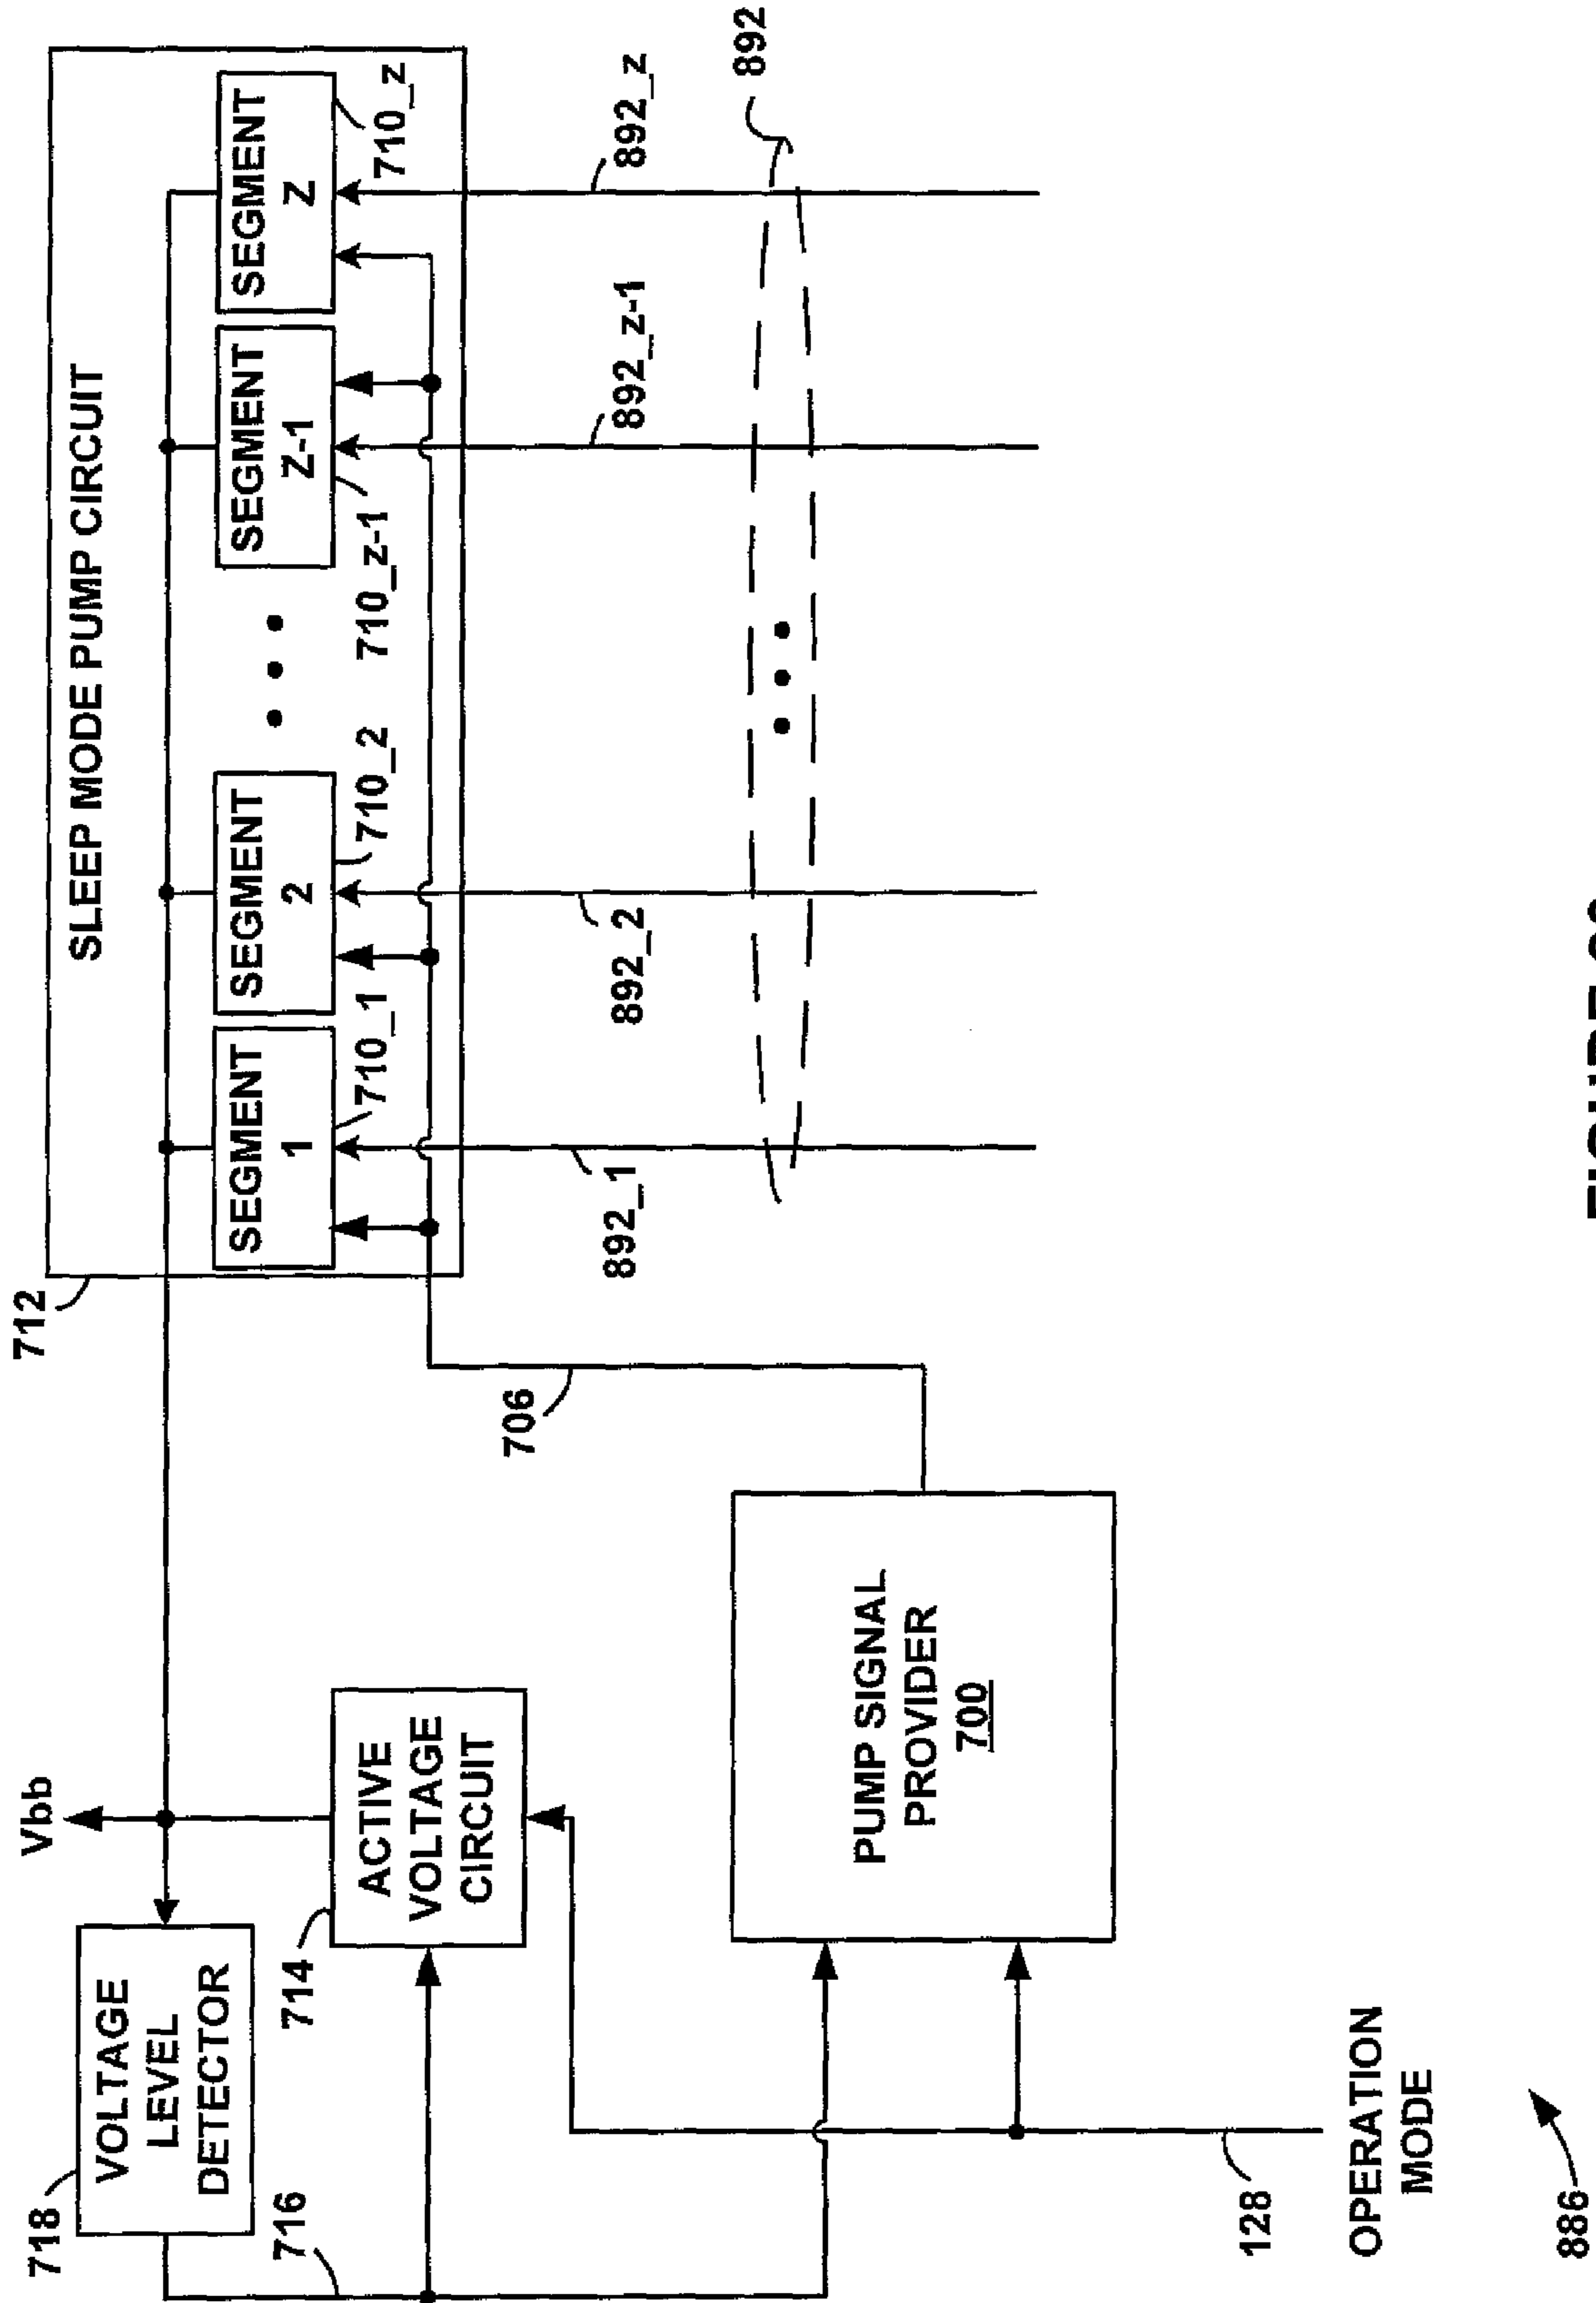 SLEEP MODE PUMP CIRCUIT
712
SEGMENT
1
710_1
SEGMENT
2
710_2
SEGMENT
Z-1
710_z-1
SEGMENT
Z
710_z
892_1
892_2
892_z-1
892_z
892
706
Vbb
VOLTAGE
LEVEL
DETECTOR
718
716
ACTIVE
VOLTAGE
CIRCUIT
714
PUMP SIGNAL
PROVIDER
700
128
OPERATION
MODE
886